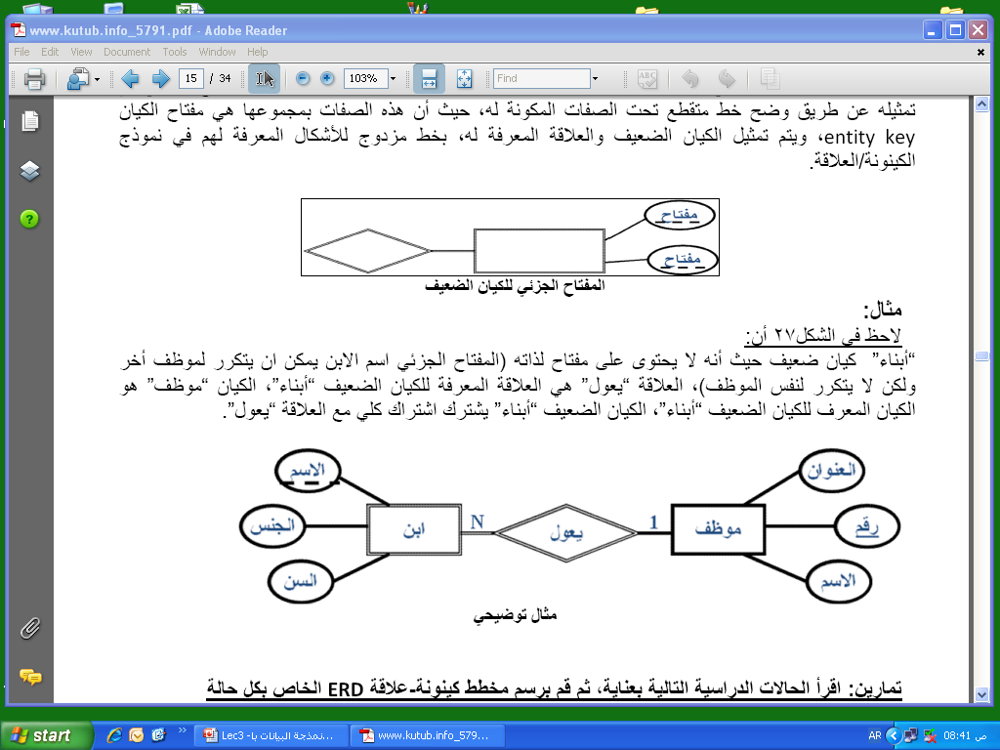 www.kutub.info_5791.pdf - Adobe Reader
File Edit View Document Tools Window Help
15 / 34 103% Find
تمثيله عن طريق وضح خط متقطع تحت الصفات المكونة له، حيث أن هذه الصفات بمجموعها هي مفتاح الكيان
entity key، ويتم تمثيل الكيان الضعيف والعلاقة المعرفة له، بخط مزدوج للأشكال المعرفة لهم في نموذج
الكينونة/العلاقة.
مفتاح
مفتاح
المفتاح الجزئي للكيان الضعيف
مثال:
لاحظ في الشكل٢٧ أن:
“أبناء” كيان ضعيف حيث أنه لا يحتوى على مفتاح لذاته (المفتاح الجزئي اسم الابن يمكن ان يتكرر لموظف أخر
ولكن لا يتكرر لنفس الموظف)، العلاقة “يعول” هي العلاقة المعرفة للكيان الضعيف “أبناء”، الكيان “موظف” هو
الكيان المعرف للكيان الضعيف “أبناء”، الكيان الضعيف “أبناء” يشترك اشتراك كلي مع العلاقة “يعول”.
العنوان
رقم
الاسم
موظف
1
يعول
N
ابن
الاسم
الجنس
السن
مثال توضيحي
تمارين: اقرأ الحالات الدراسية التالية بعناية، ثم قم برسم مخطط كينونة-علاقة ERD الخاص بكل حالة
start
Lec3 -نمذجة البيانات با...
www.kutub.info_579...
AR
08:41 ص